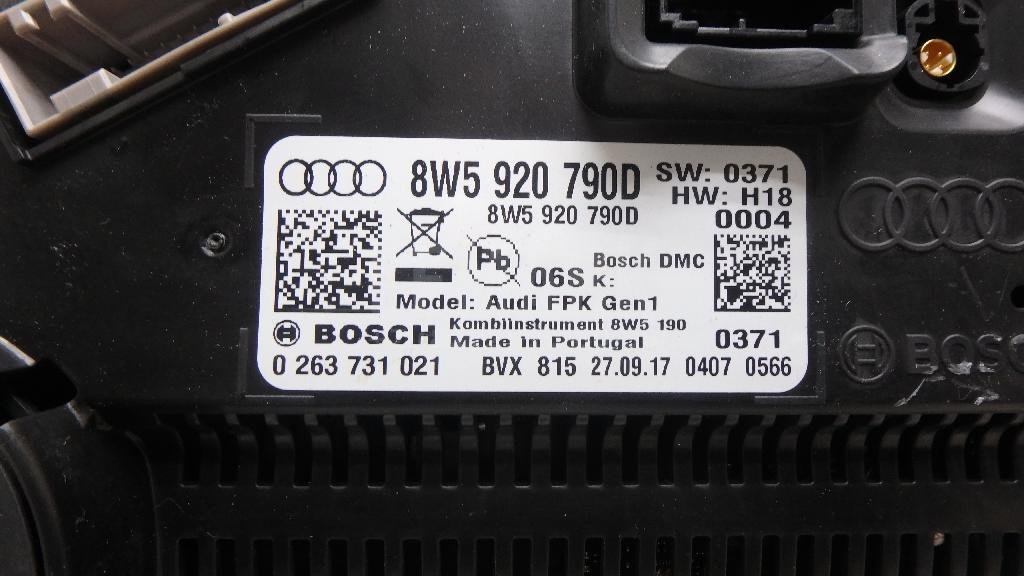 8W5 920 790D SW: 0371
HW: H18
8W5 920 790D 0004
Pb
06S K: Bosch DMC
Model: Audi FPK Gen1
BOSCH Kombiinstrument 8W5 190
Made in Portugal 0371
0 263 731 021 BVX 815 27.09.17 0407 0566
BOSC